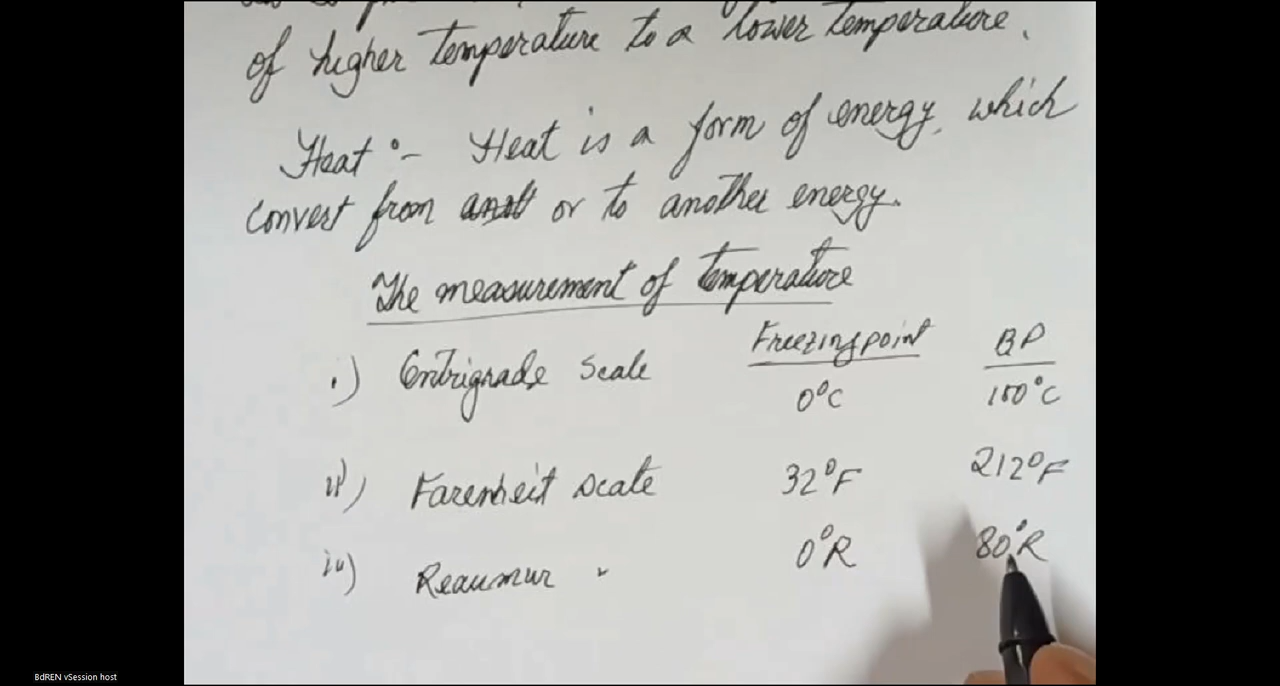 of higher temperature to a lower temperature.
Heat :- Heat is a form of energy, which
convert from or to another energy.
The measurement of temperature
Freezing point BP
i) Centrigrade Scale 0°C 100°C
ii) Farenheit Scale 32°F 212°F
iii) Reaumur " 0°R 80°R
BdREN vSession host